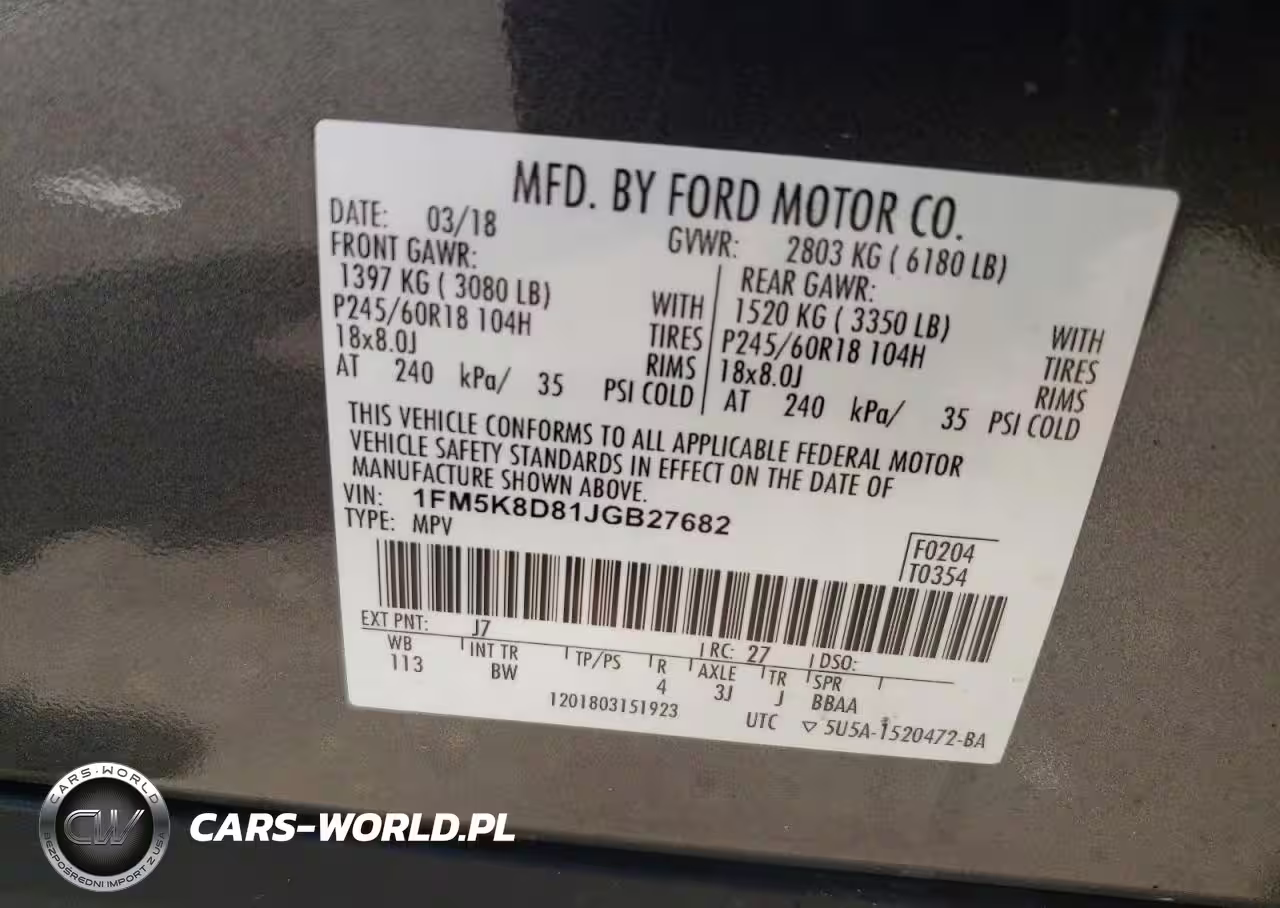 MFD. BY FORD MOTOR CO.
DATE: 03/18 GVWR: 2803 KG ( 6180 LB)
FRONT GAWR: REAR GAWR:
1397 KG ( 3080 LB) WITH 1520 KG ( 3350 LB) WITH
P245/60R18 104H TIRES P245/60R18 104H TIRES
18x8.0J RIMS 18x8.0J RIMS
AT 240 kPa/ 35 PSI COLD AT 240 kPa/ 35 PSI COLD
THIS VEHICLE CONFORMS TO ALL APPLICABLE FEDERAL MOTOR
VEHICLE SAFETY STANDARDS IN EFFECT ON THE DATE OF
MANUFACTURE SHOWN ABOVE.
VIN: 1FM5K8D81JGB27682
TYPE: MPV
F0204
T0354
EXT PNT: J7 RC: 27 DSO:
WB INT TR TP/PS R AXLE TR SPR
113 BW 4 3J J BBAA
1201803151923 UTC ▽ 5U5A-1520472-BA
CARS-WORLD
CW
BEZPOŚREDNI IMPORT Z USA
CARS-WORLD.PL